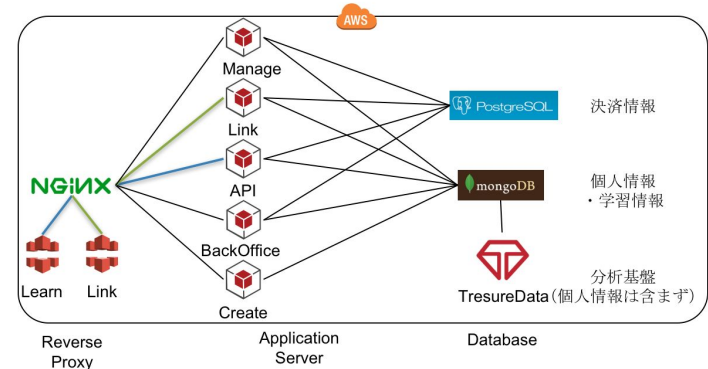 AWS
Manage
Link
API
BackOffice
Create
NGINX
Learn
Link
PostgreSQL
決済情報
mongoDB
個人情報
・学習情報
分析基盤
TresureData(個人情報は含まず)
Reverse
Proxy
Application
Server
Database